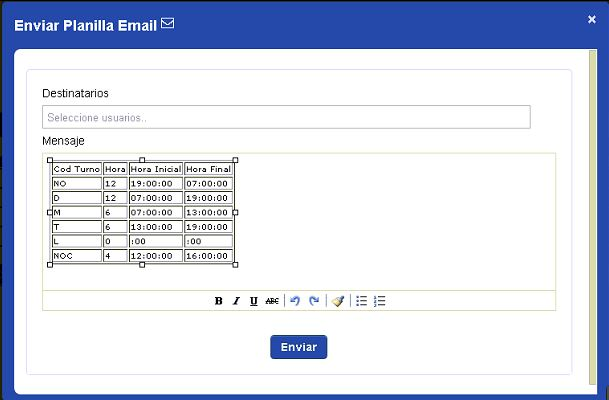 Enviar Planilla Email
×
Destinatarios
Seleccione usuarios..
Mensaje
Cod Turno Hora Hora Inicial Hora Final
NO 12 19:00:00 07:00:00
D 12 07:00:00 19:00:00
M 6 07:00:00 13:00:00
T 6 13:00:00 19:00:00
L 0 :00 :00
NOC 4 12:00:00 16:00:00
B I U ABC
Enviar